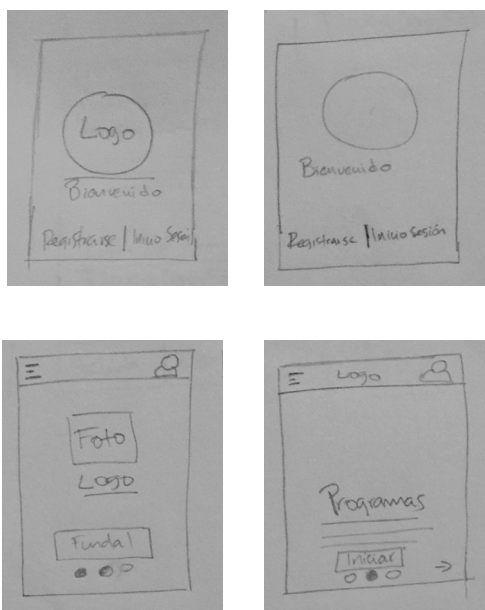 Logo
Bienvenido
Registrarse | Inicio Sesión
Bienvenido
Registrarse | Inicio Sesión
Foto
Logo
Fundal
Logo
Programas
Iniciar